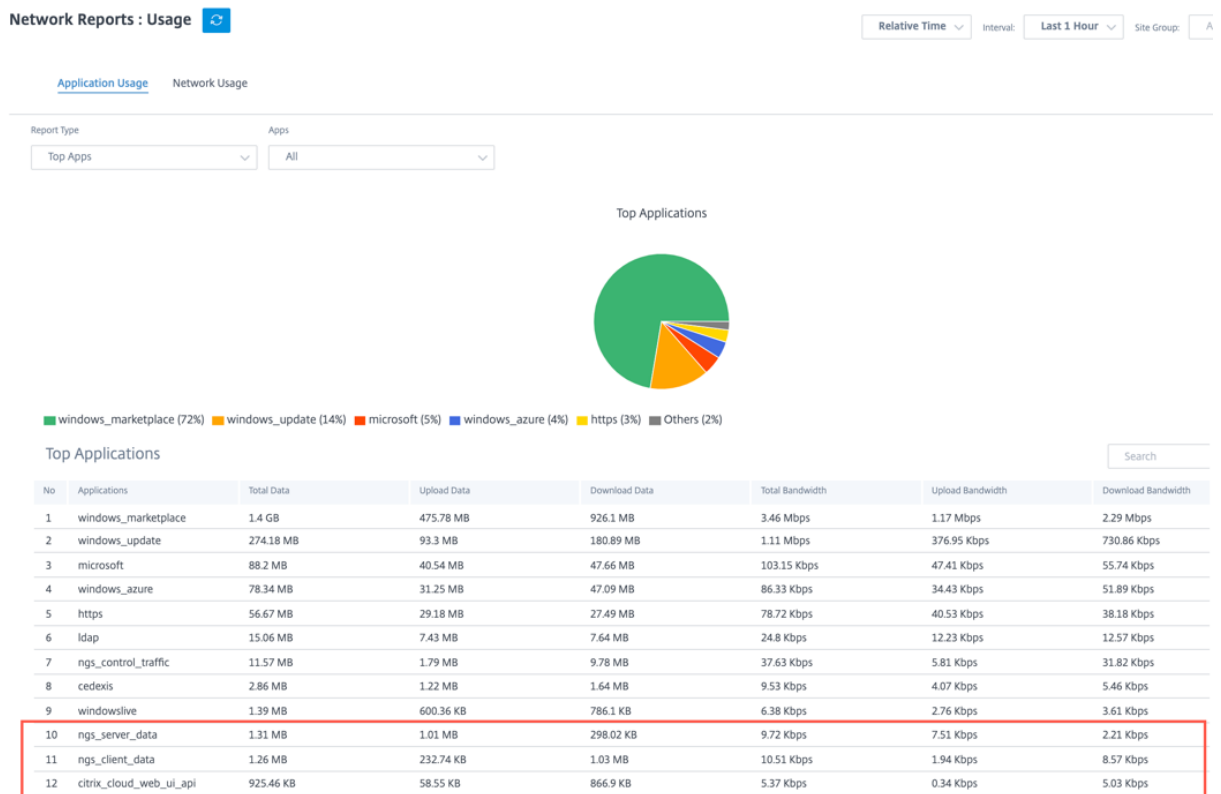 Network Reports : Usage
Relative Time Interval: Last 1 Hour Site Group: A
Application Usage Network Usage
Report Type Apps
Top Apps All
Top Applications
windows_marketplace (72%) windows_update (14%) microsoft (5%) windows_azure (4%) https (3%) Others (2%)
Top Applications
Search
No Applications Total Data Upload Data Download Data Total Bandwidth Upload Bandwidth Download Bandwidth
1 windows_marketplace 1.4 GB 475.78 MB 926.1 MB 3.46 Mbps 1.17 Mbps 2.29 Mbps
2 windows_update 274.18 MB 93.3 MB 180.89 MB 1.11 Mbps 376.95 Kbps 730.86 Kbps
3 microsoft 88.2 MB 40.54 MB 47.66 MB 103.15 Kbps 47.41 Kbps 55.74 Kbps
4 windows_azure 78.34 MB 31.25 MB 47.09 MB 86.33 Kbps 34.43 Kbps 51.89 Kbps
5 https 56.67 MB 29.18 MB 27.49 MB 78.72 Kbps 40.53 Kbps 38.18 Kbps
6 ldap 15.06 MB 7.43 MB 7.64 MB 24.8 Kbps 12.23 Kbps 12.57 Kbps
7 ngs_control_traffic 11.57 MB 1.79 MB 9.78 MB 37.63 Kbps 5.81 Kbps 31.82 Kbps
8 cedexis 2.86 MB 1.22 MB 1.64 MB 9.53 Kbps 4.07 Kbps 5.46 Kbps
9 windowslive 1.39 MB 600.36 KB 786.1 KB 6.38 Kbps 2.76 Kbps 3.61 Kbps
10 ngs_server_data 1.31 MB 1.01 MB 298.02 KB 9.72 Kbps 7.51 Kbps 2.21 Kbps
11 ngs_client_data 1.26 MB 232.74 KB 1.03 MB 10.51 Kbps 1.94 Kbps 8.57 Kbps
12 citrix_cloud_web_ui_api 925.46 KB 58.55 KB 866.9 KB 5.37 Kbps 0.34 Kbps 5.03 Kbps